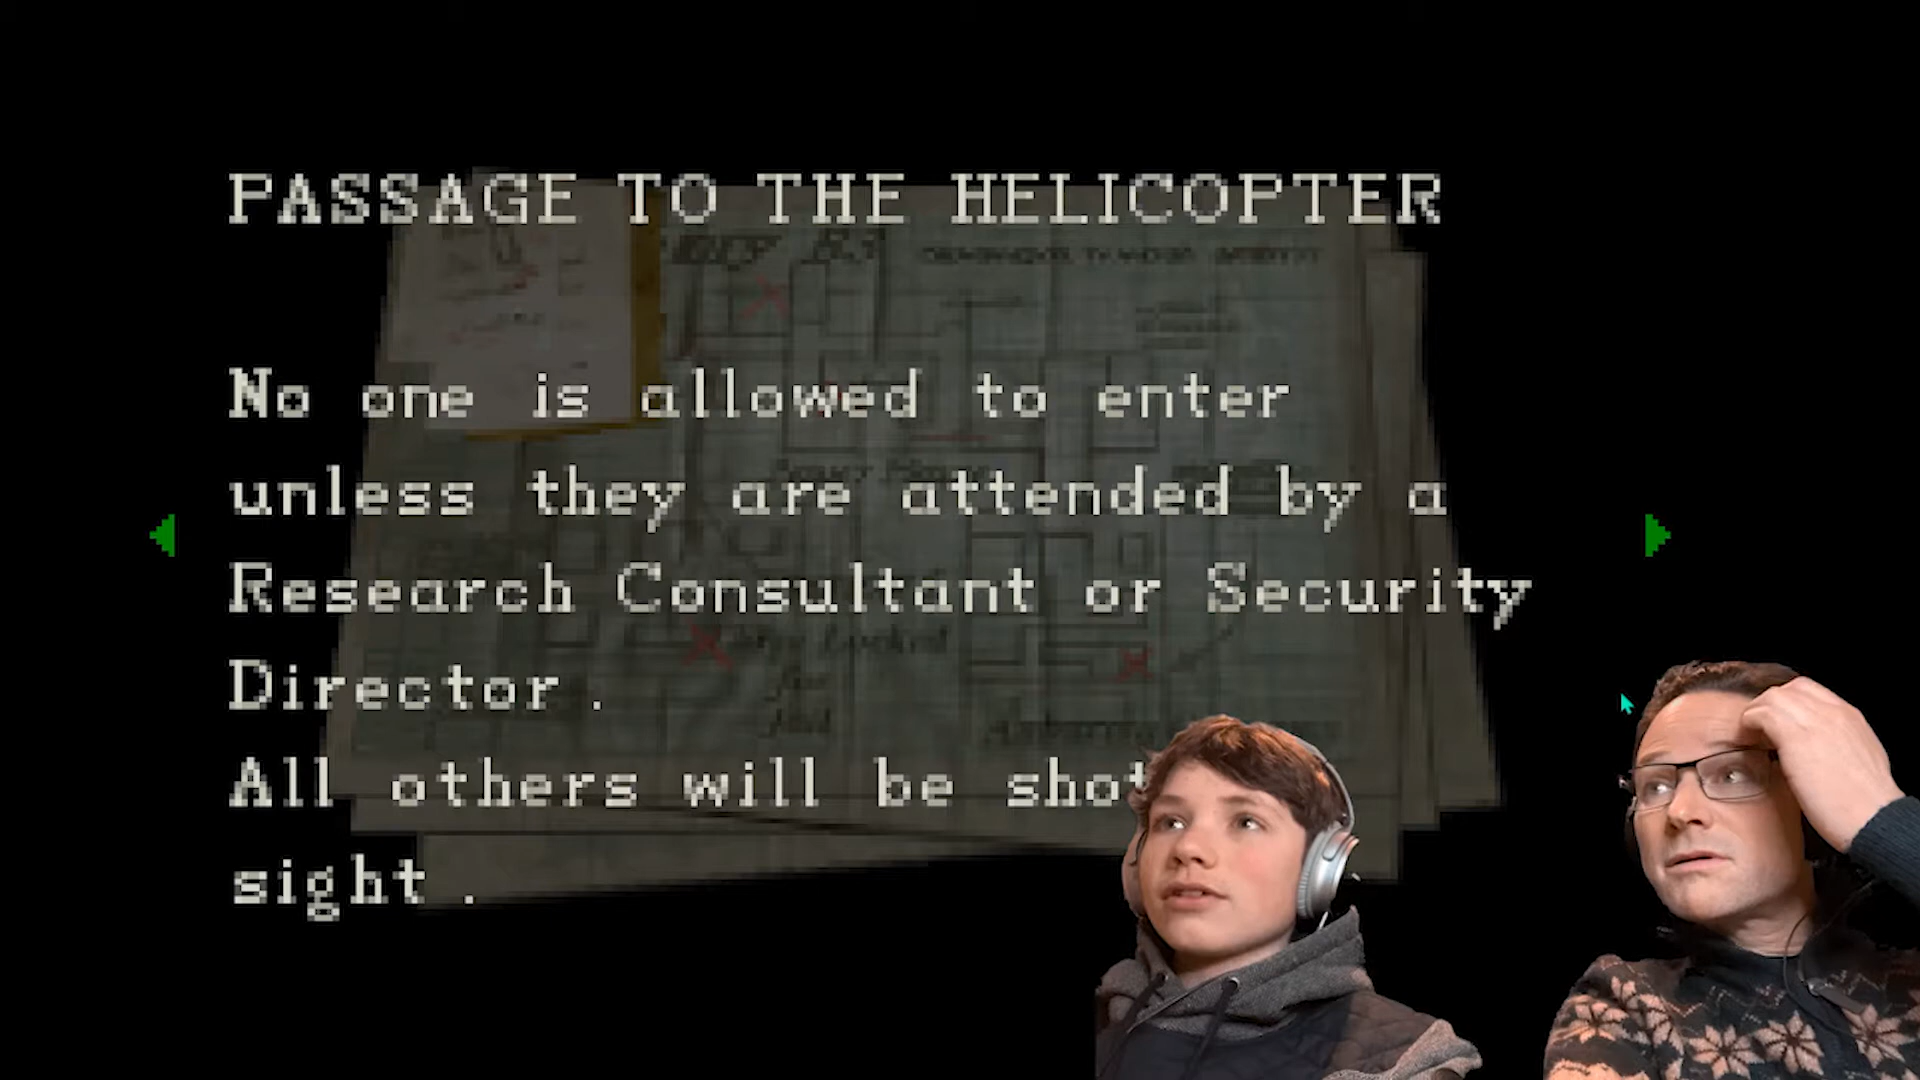 PASSAGE TO THE HELICOPTER
No one is allowed to enter
unless they are attended by a
Research Consultant or Security
Director.
All others will be shot
sight.